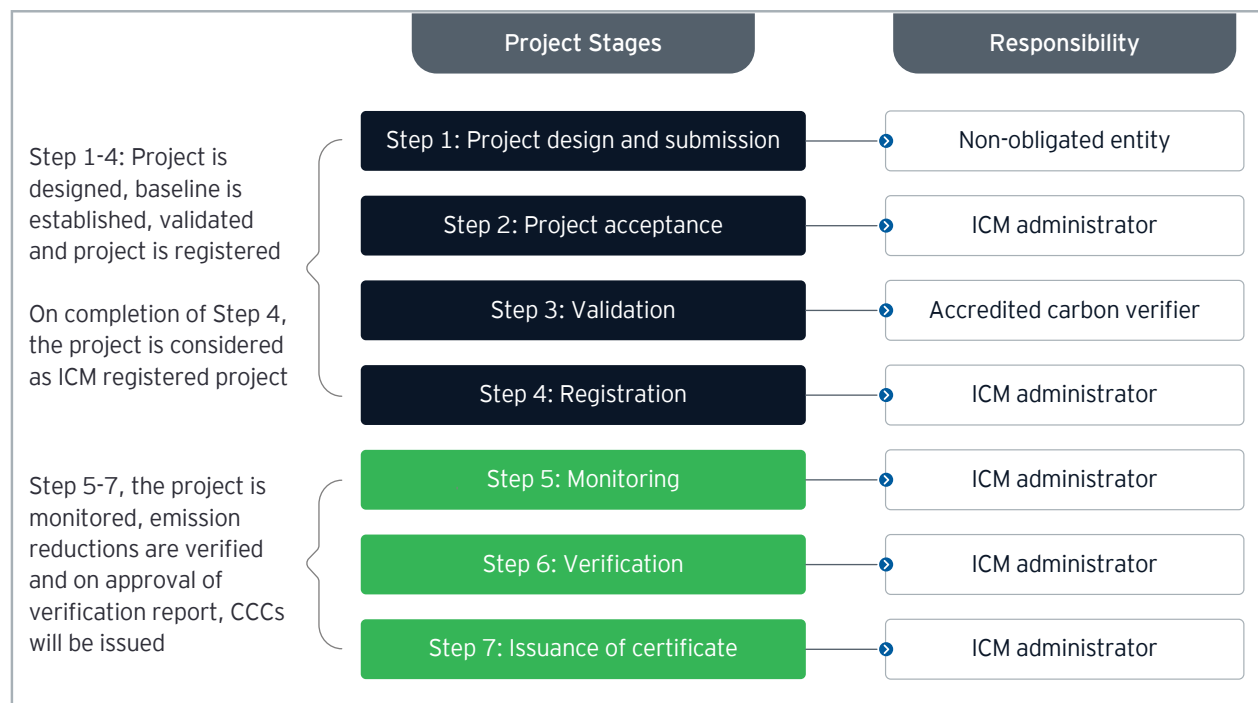 Project Stages
Responsibility
Step 1-4: Project is
designed, baseline is
established, validated
and project is registered
On completion of Step 4,
the project is considered
as ICM registered project
Step 1: Project design and submission
Non-obligated entity
Step 2: Project acceptance
ICM administrator
Step 3: Validation
Accredited carbon verifier
Step 4: Registration
ICM administrator
Step 5-7, the project is
monitored, emission
reductions are verified
and on approval of
verification report, CCCs
will be issued
Step 5: Monitoring
ICM administrator
Step 6: Verification
ICM administrator
Step 7: Issuance of certificate
ICM administrator